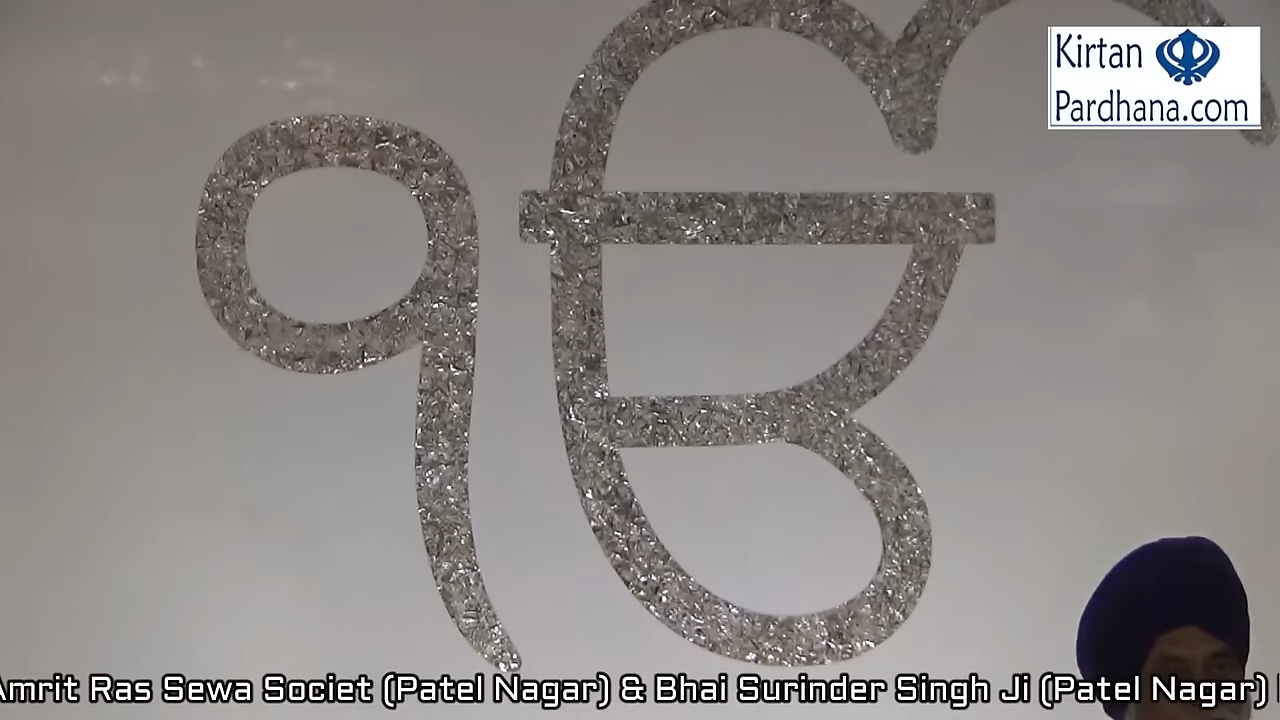 Kirtan
Pardhana.com
ੴ
Amrit Ras Sewa Societ (Patel Nagar) & Bhai Surinder Singh Ji (Patel Nagar)